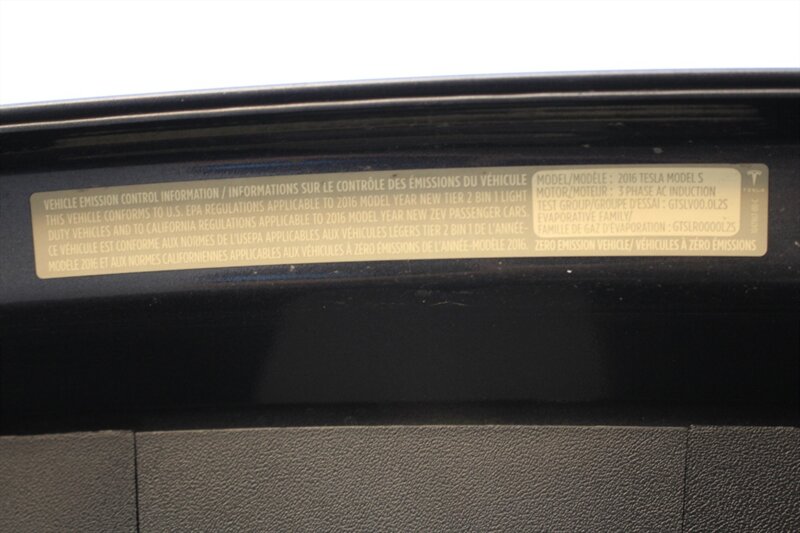 VEHICLE EMISSION CONTROL INFORMATION / INFORMATIONS SUR LE CONTRÔLE DES ÉMISSIONS DU VÉHICULE
THIS VEHICLE CONFORMS TO U.S. EPA REGULATIONS APPLICABLE TO 2016 MODEL YEAR NEW TIER 2 BIN 1 LIGHT
DUTY VEHICLES AND TO CALIFORNIA REGULATIONS APPLICABLE TO 2016 MODEL YEAR NEW ZEV PASSENGER CARS.
CE VÉHICULE EST CONFORME AUX NORMES DE L'USEPA APPLICABLES AUX VÉHICULES LÉGERS TIER 2 BIN 1 DE L'ANNÉE-
MODÈLE 2016 ET AUX NORMES CALIFORNIENNES APPLICABLES AUX VÉHICULES À ZÉRO ÉMISSIONS DE L'ANNÉE-MODÈLE 2016.
MODEL/MODÈLE: 2016 TESLA MODEL S
MOTOR/MOTEUR: 3 PHASE AC INDUCTION
TEST GROUP/GROUPE D'ESSAI: GTSLV00.0L2S
EVAPORATIVE FAMILY/
FAMILLE DE GAZ D'ÉVAPORATION: GTSLR0000L2S
ZERO EMISSION VEHICLE/ VÉHICULES À ZÉRO ÉMISSIONS
TESLA